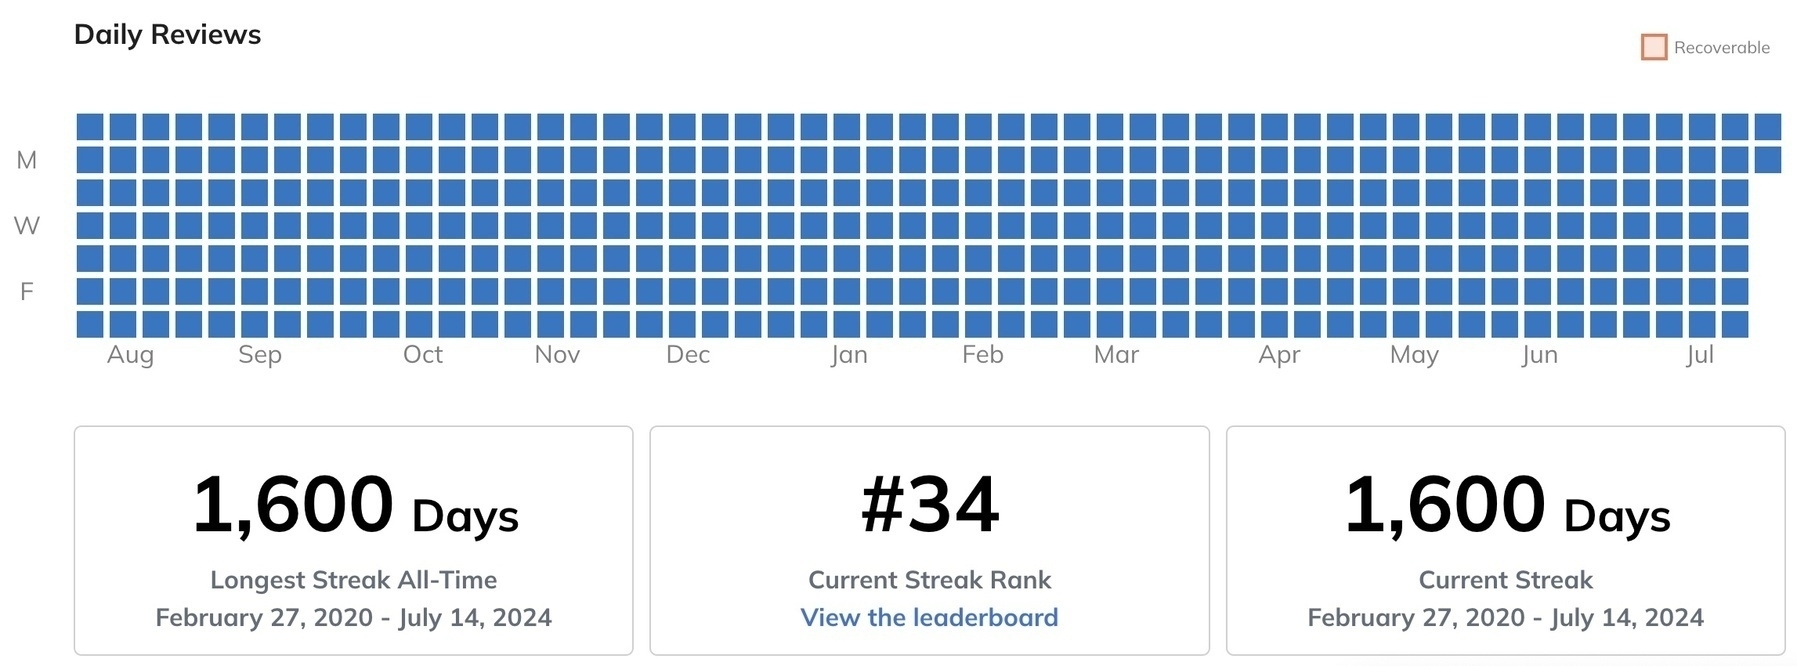 Daily Reviews
Recoverable
M
W
F
Aug Sep Oct Nov Dec Jan Feb Mar Apr May Jun Jul
1,600 Days
Longest Streak All-Time
February 27, 2020 - July 14, 2024
#34
Current Streak Rank
View the leaderboard
1,600 Days
Current Streak
February 27, 2020 - July 14, 2024